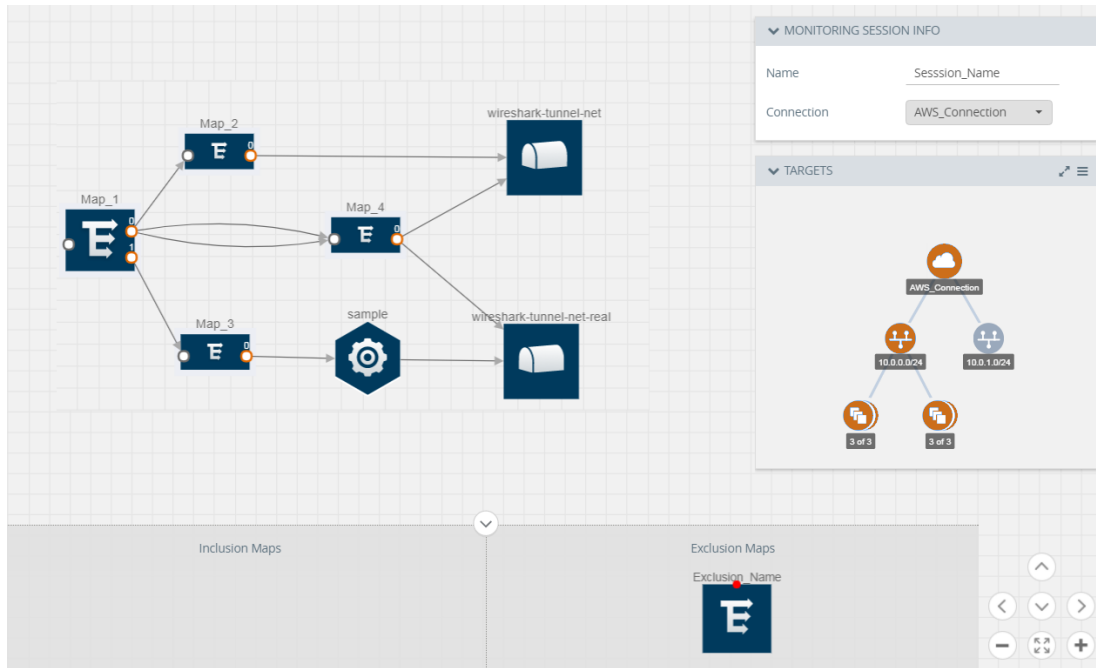 MONITORING SESSION INFO
Name
Sesssion_Name
Connection
AWS_Connection
TARGETS
AWS_Connection
10.0.0.0/24
10.0.1.0/24
3 of 3
3 of 3
wireshark-tunnel-net
Map_2
0
Map_1
0
1
Map_4
0
Map_3
0
sample
wireshark-tunnel-net-real
Inclusion Maps
Exclusion Maps
Exclusion_Name